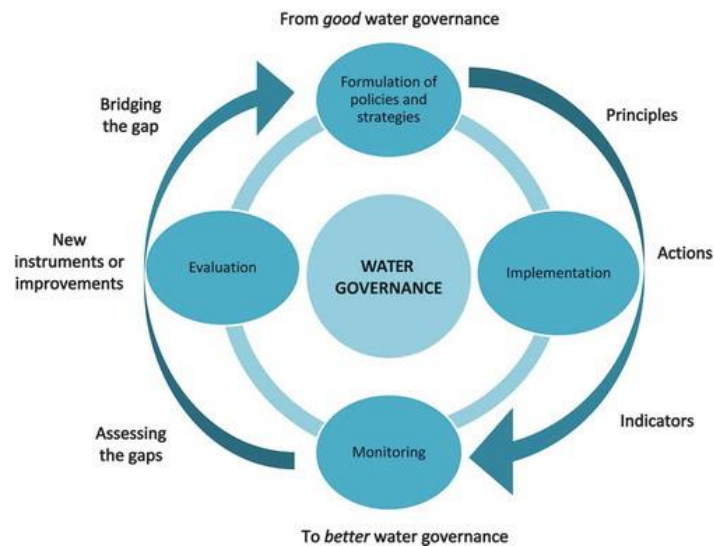 From good water governance
Formulation of
policies and
strategies
Bridging
the gap
Principles
New
instruments or
improvements
Evaluation
WATER
GOVERNANCE
Implementation
Actions
Assessing
the gaps
Monitoring
Indicators
To better water governance